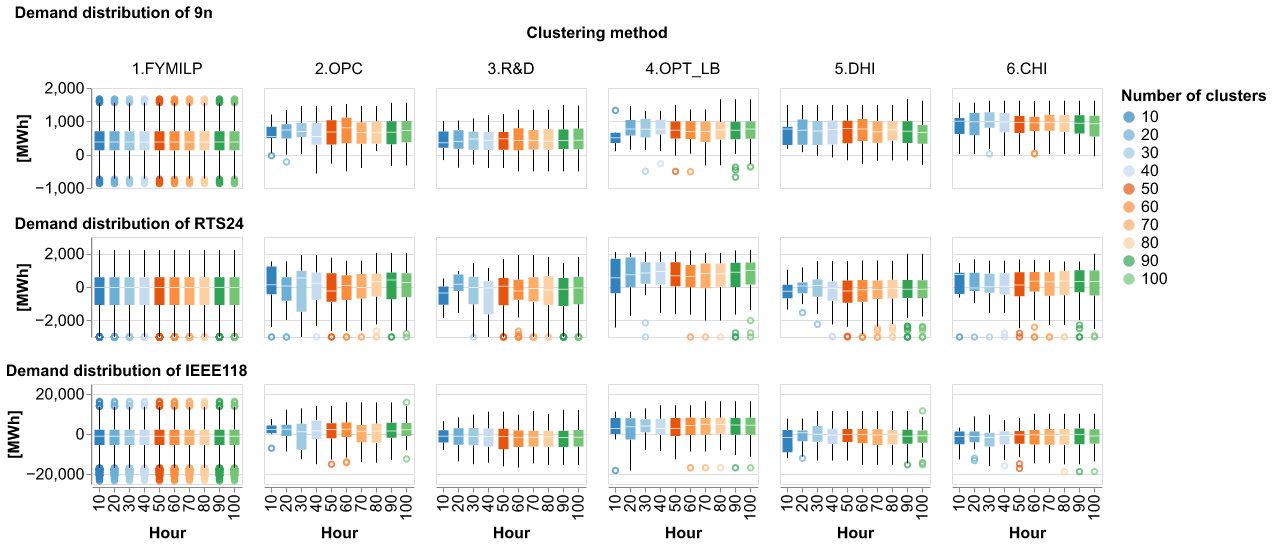 Demand distribution of 9n
Clustering method
1.FYMILP 2.OPC 3.R&D 4.OPT_LB 5.DHI 6.CHI
2,000
1,000
0
−1,000
[MWh]
Demand distribution of RTS24
2,000
0
−2,000
[MWh]
Demand distribution of IEEE118
20,000
0
−20,000
[MWh]
10 20 30 40 50 60 70 80 90 100 10 20 30 40 50 60 70 80 90 100 10 20 30 40 50 60 70 80 90 100 10 20 30 40 50 60 70 80 90 100 10 20 30 40 50 60 70 80 90 100 10 20 30 40 50 60 70 80 90 100
Hour Hour Hour Hour Hour Hour
Number of clusters
10
20
30
40
50
60
70
80
90
100